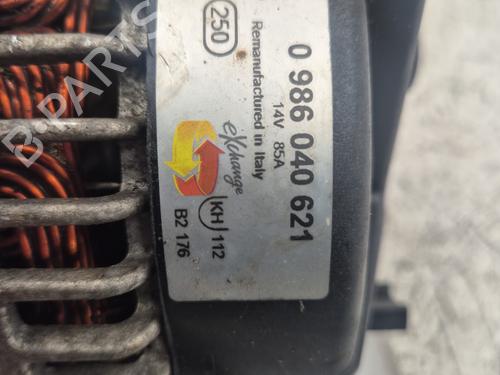 250
0 986 040 621
14V 85A
Remanufactured in Italy
eXchange
KH 112
B2 176
B-PARTS